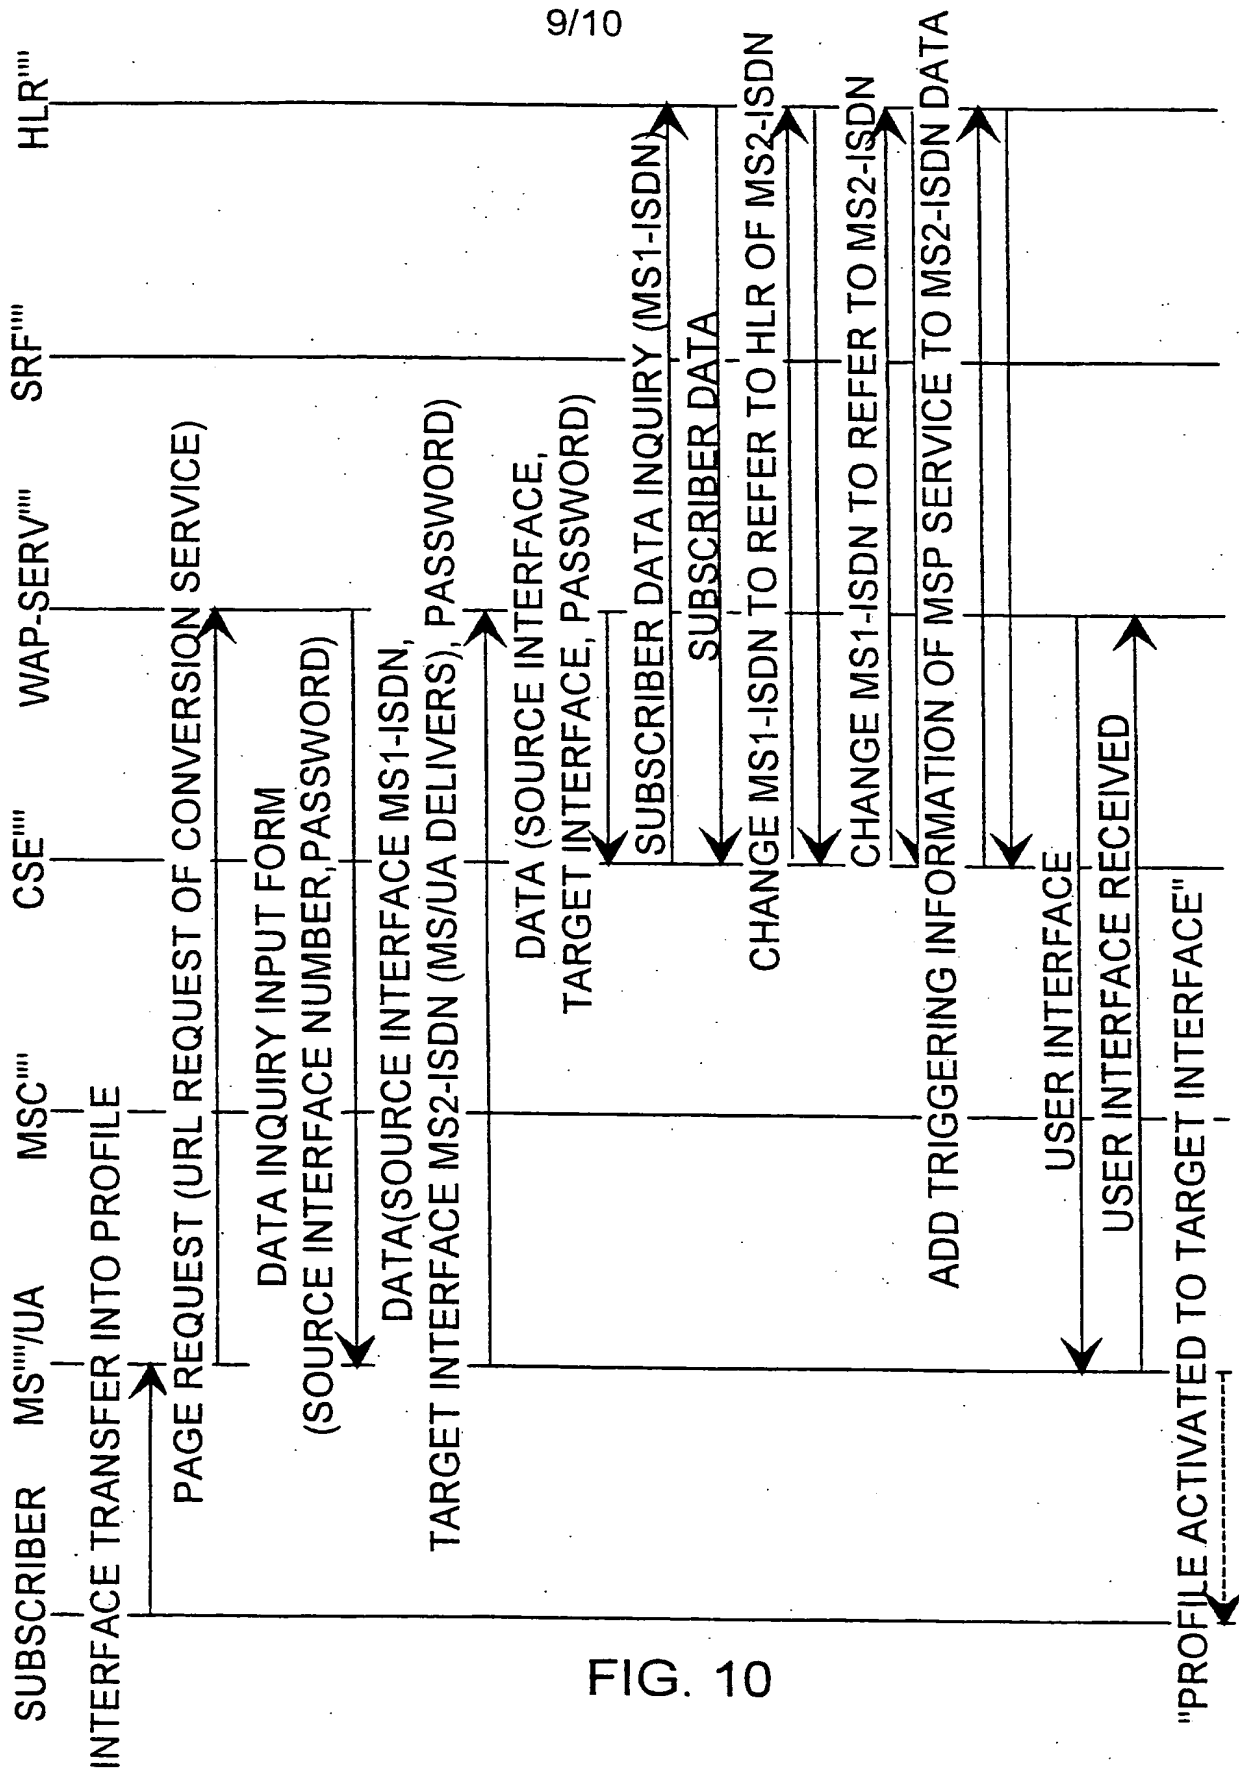 9/10
SUBSCRIBER MS""/UA MSC"" CSE"" WAP-SERV"" SRF"" HLR""
INTERFACE TRANSFER INTO PROFILE
PAGE REQUEST (URL REQUEST OF CONVERSION SERVICE)
DATA INQUIRY INPUT FORM
(SOURCE INTERFACE NUMBER,PASSWORD)
DATA(SOURCE INTERFACE MS1-ISDN,
TARGET INTERFACE MS2-ISDN (MS/UA DELIVERS), PASSWORD)
DATA (SOURCE INTERFACE,
TARGET INTERFACE, PASSWORD)
SUBSCRIBER DATA INQUIRY (MS1-ISDN)
SUBSCRIBER DATA
CHANGE MS1-ISDN TO REFER TO HLR OF MS2-ISDN
CHANGE MS1-ISDN TO REFER TO MS2-ISDN
ADD TRIGGERING INFORMATION OF MSP SERVICE TO MS2-ISDN DATA
USER INTERFACE
USER INTERFACE RECEIVED
"PROFILE ACTIVATED TO TARGET INTERFACE"
FIG. 10